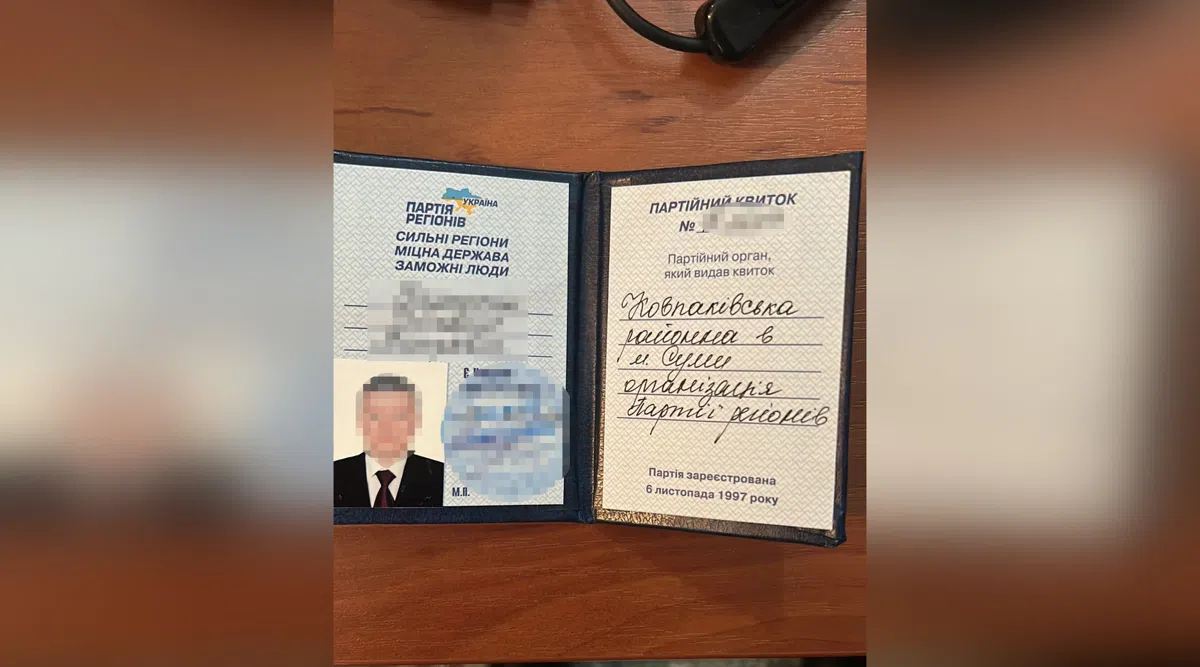 УКРАЇНА
ПАРТІЯ
РЕГІОНІВ
СИЛЬНІ РЕГІОНИ
МІЦНА ДЕРЖАВА
ЗАМОЖНІ ЛЮДИ
М.П.
ПАРТІЙНИЙ КВИТОК
№
Партійний орган,
який видав квиток
Ковпаківська
районна в
м. Суми
організація
Партії регіонів
Партія зареєстрована
6 листопада 1997 року